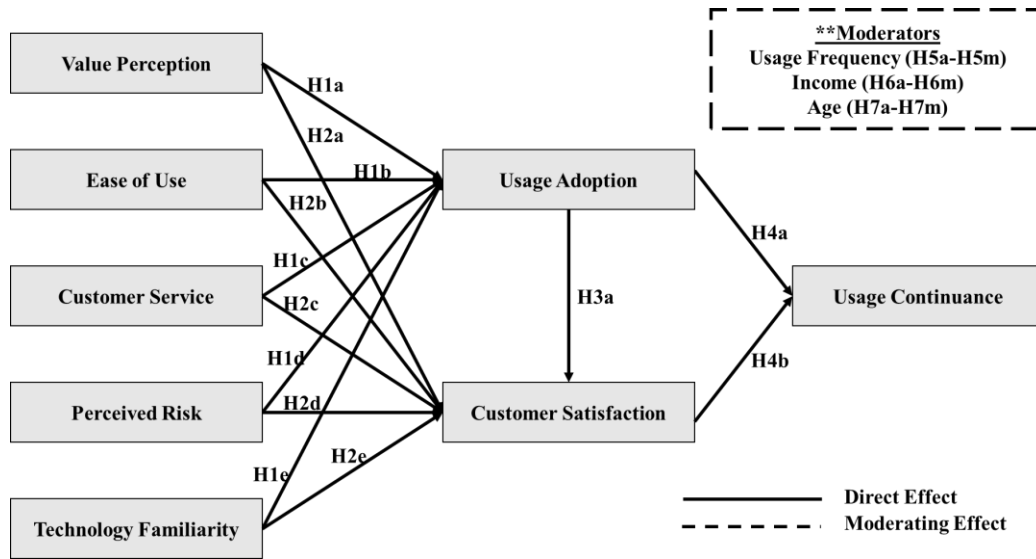 **Moderators
Usage Frequency (H5a-H5m)
Income (H6a-H6m)
Age (H7a-H7m)
Value Perception
H1a
H2a
Ease of Use
H1b
Usage Adoption
H2b
H4a
H1c
Customer Service
H2c
H3a
Usage Continuance
H1d
H4b
Perceived Risk
H2d
Customer Satisfaction
H2e
H1e
Technology Familiarity
Direct Effect
Moderating Effect